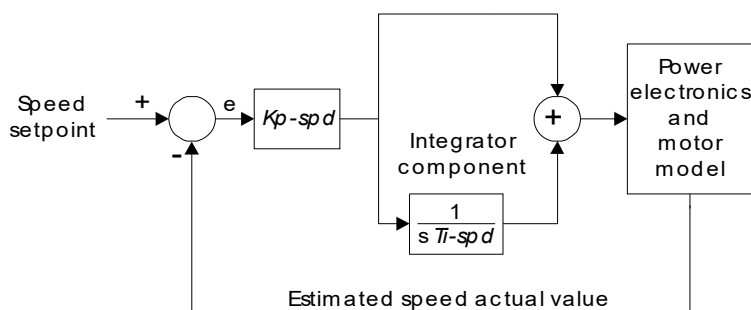 Speed
setpoint
+
-
e
Kp-spd
Integrator
component
1
s Ti-spd
+
Power
electronics
and
motor
model
Estimated speed actual value